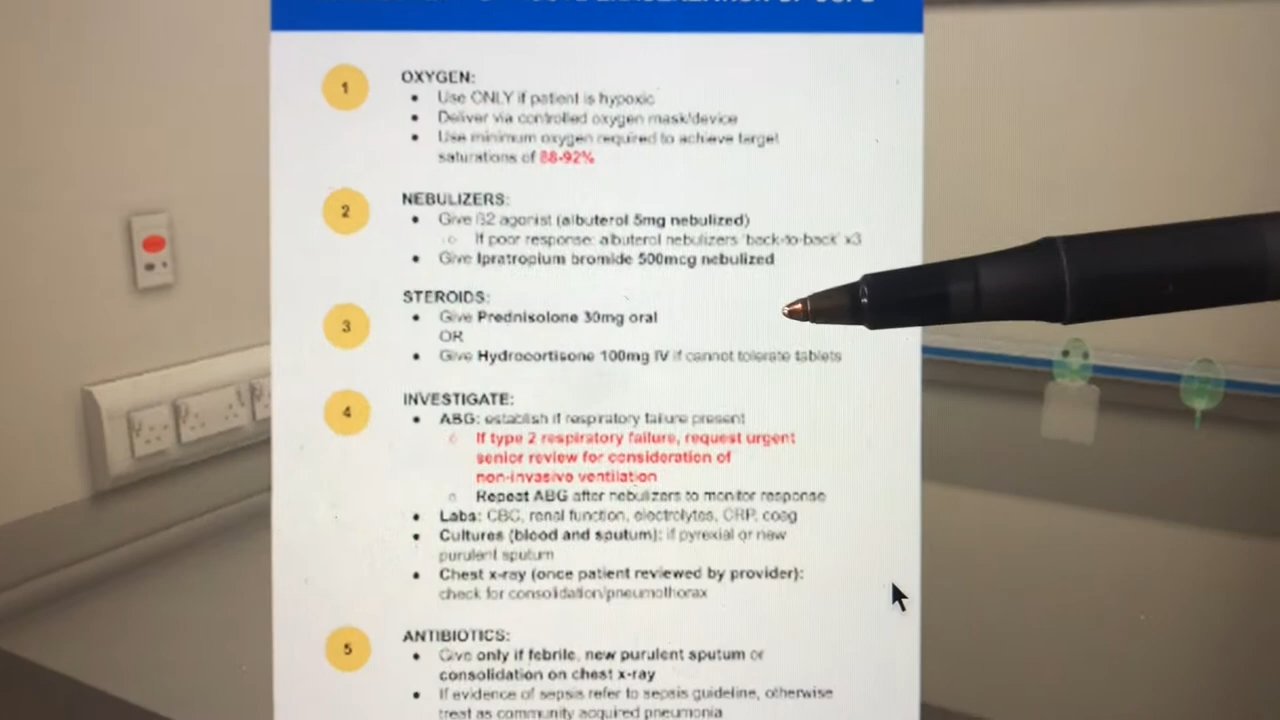 1
OXYGEN:
• Use ONLY if patient is hypoxic
• Deliver via controlled oxygen mask/device
• Use minimum oxygen required to achieve target
saturations of 88-92%
2
NEBULIZERS:
• Give ß2 agonist (albuterol 5mg nebulized)
○ If poor response: albuterol nebulizers 'back-to-back' x3
• Give Ipratropium bromide 500mcg nebulized
3
STEROIDS:
• Give Prednisolone 30mg oral
OR
• Give Hydrocortisone 100mg IV if cannot tolerate tablets
4
INVESTIGATE:
• ABG: establish if respiratory failure present
○ If type 2 respiratory failure, request urgent
senior review for consideration of
non-invasive ventilation
○ Repeat ABG after nebulizers to monitor response
• Labs: CBC, renal function, electrolytes, CRP, coag
• Cultures (blood and sputum): if pyrexial or new
purulent sputum
• Chest x-ray (once patient reviewed by provider):
check for consolidation/pneumothorax
5
ANTIBIOTICS:
• Give only if febrile, new purulent sputum or
consolidation on chest x-ray
• If evidence of sepsis refer to sepsis guideline, otherwise
treat as community acquired pneumonia